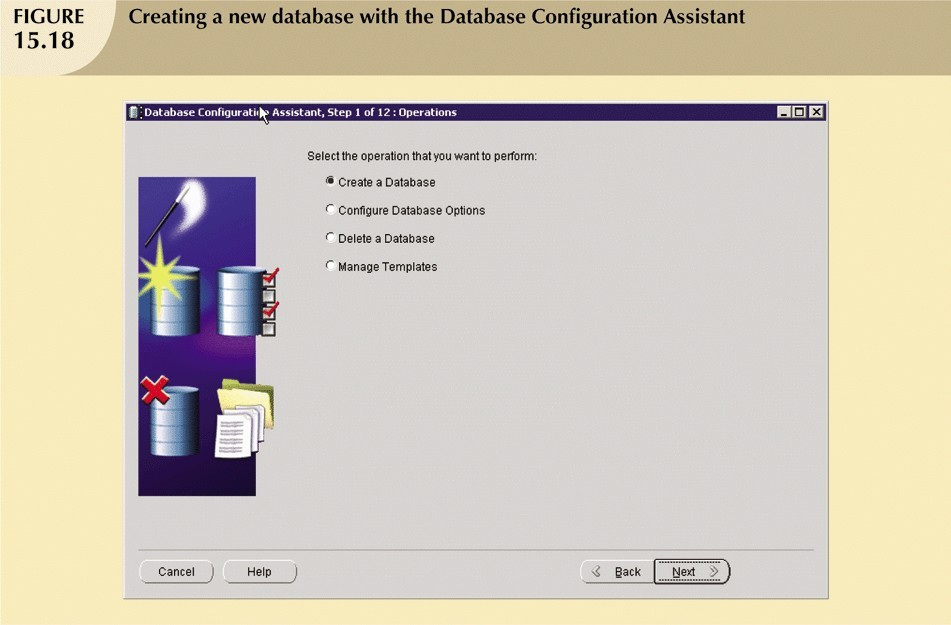 FIGURE
15.18
Creating a new database with the Database Configuration Assistant
Database Configuration Assistant, Step 1 of 12 : Operations
Select the operation that you want to perform:
Create a Database
Configure Database Options
Delete a Database
Manage Templates
Cancel
Help
Back
Next